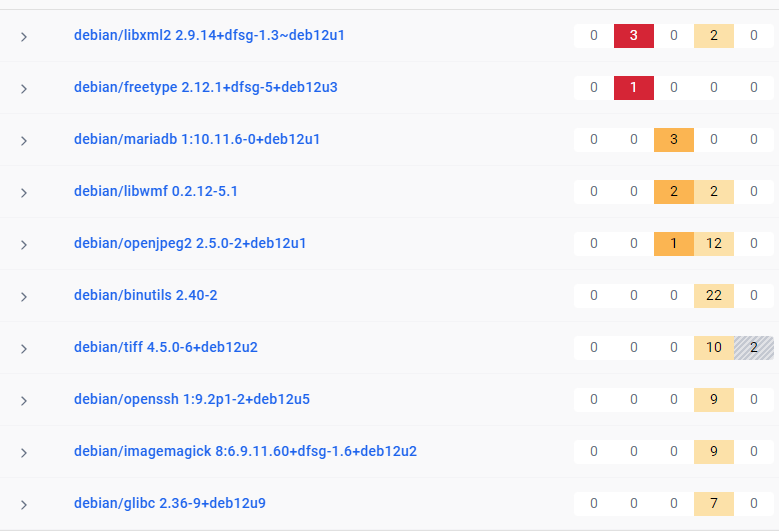 debian/libxml2 2.9.14+dfsg-1.3~deb12u1 0 3 0 2 0
debian/freetype 2.12.1+dfsg-5+deb12u3 0 1 0 0 0
debian/mariadb 1:10.11.6-0+deb12u1 0 0 3 0 0
debian/libwmf 0.2.12-5.1 0 0 2 2 0
debian/openjpeg2 2.5.0-2+deb12u1 0 0 1 12 0
debian/binutils 2.40-2 0 0 0 22 0
debian/tiff 4.5.0-6+deb12u2 0 0 0 10 2
debian/openssh 1:9.2p1-2+deb12u5 0 0 0 9 0
debian/imagemagick 8:6.9.11.60+dfsg-1.6+deb12u2 0 0 0 9 0
debian/glibc 2.36-9+deb12u9 0 0 0 7 0